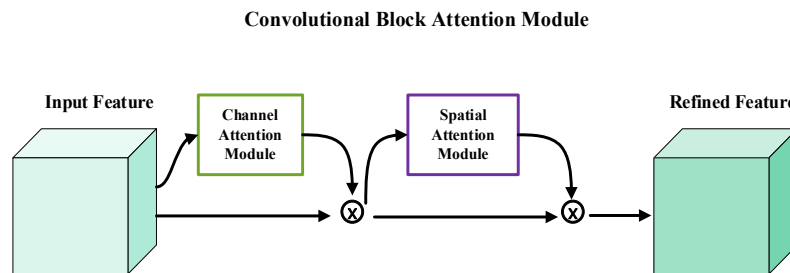 Convolutional Block Attention Module
Input Feature
Channel
Attention
Module
Spatial
Attention
Module
Refined Feature
X
X